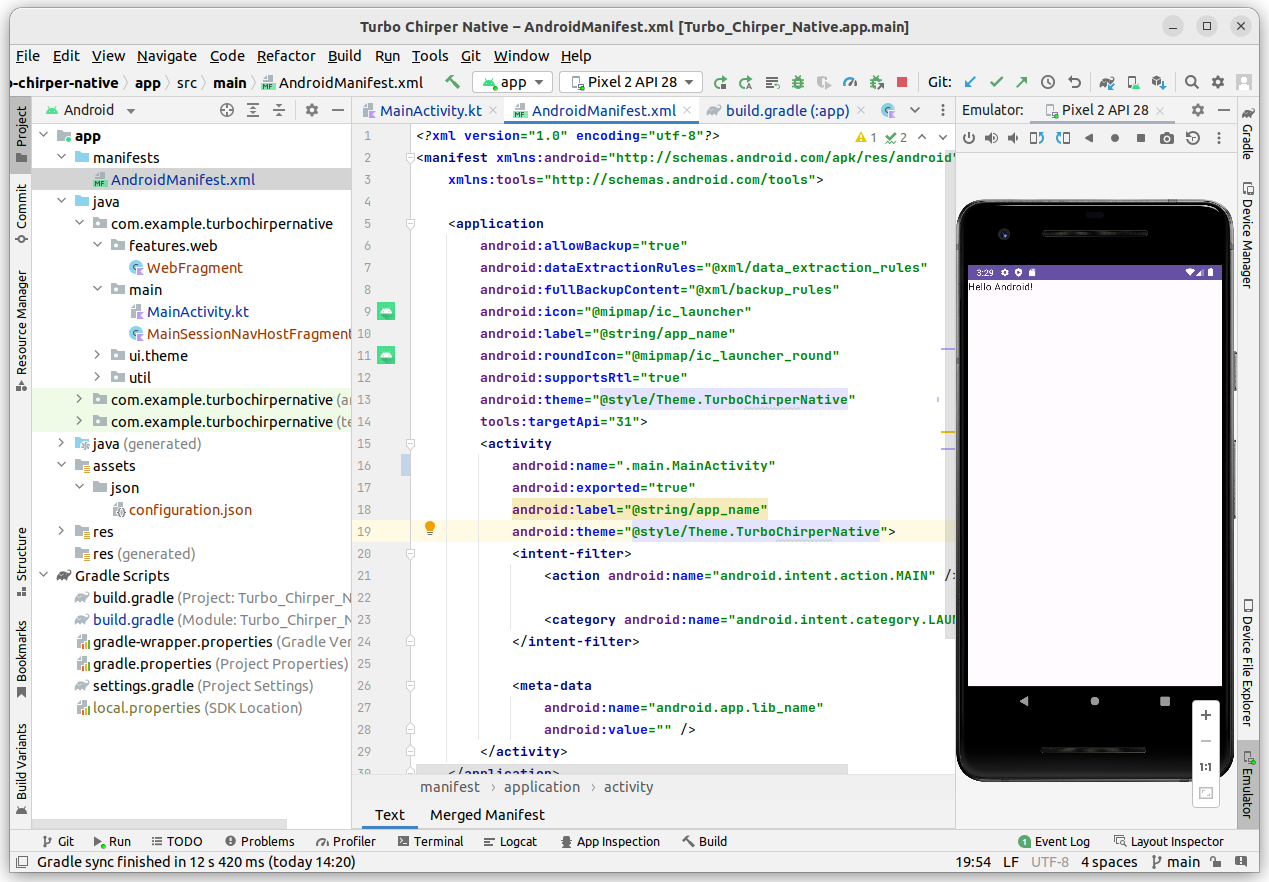 Turbo Chirper Native – AndroidManifest.xml [Turbo_Chirper_Native.app.main]
File Edit View Navigate Code Refactor Build Run Tools Git Window Help
o-chirper-native app src main AndroidManifest.xml app Pixel 2 API 28 Git:
Project
Commit
Resource Manager
Structure
Bookmarks
Build Variants
Android
app
manifests
AndroidManifest.xml
java
com.example.turbochirpernative
features.web
WebFragment
main
MainActivity.kt
MainSessionNavHostFragment
ui.theme
util
com.example.turbochirpernative (a
com.example.turbochirpernative (te
java (generated)
assets
json
configuration.json
res
res (generated)
Gradle Scripts
build.gradle (Project: Turbo_Chirper_N
build.gradle (Module: Turbo_Chirper_N
gradle-wrapper.properties (Gradle Ver
gradle.properties (Project Properties)
settings.gradle (Project Settings)
local.properties (SDK Location)
MainActivity.kt AndroidManifest.xml build.gradle (:app)
1 2
1 <?xml version="1.0" encoding="utf-8"?>
2 <manifest xmlns:android="http://schemas.android.com/apk/res/android"
3 xmlns:tools="http://schemas.android.com/tools">
4
5 <application
6 android:allowBackup="true"
7 android:dataExtractionRules="@xml/data_extraction_rules"
8 android:fullBackupContent="@xml/backup_rules"
9 android:icon="@mipmap/ic_launcher"
10 android:label="@string/app_name"
11 android:roundIcon="@mipmap/ic_launcher_round"
12 android:supportsRtl="true"
13 android:theme="@style/Theme.TurboChirperNative"
14 tools:targetApi="31">
15 <activity
16 android:name=".main.MainActivity"
17 android:exported="true"
18 android:label="@string/app_name"
19 android:theme="@style/Theme.TurboChirperNative">
20 <intent-filter>
21 <action android:name="android.intent.action.MAIN" />
22
23 <category android:name="android.intent.category.LAUN
24 </intent-filter>
25
26 <meta-data
27 android:name="android.app.lib_name"
28 android:value="" />
29 </activity>
30 </application>
manifest application activity
Text Merged Manifest
Emulator: Pixel 2 API 28
3:29
Hello Android!
1:1
Gradle
Device Manager
Device File Explorer
Emulator
Git Run TODO Problems Profiler Terminal Logcat App Inspection Build 1 Event Log Layout Inspector
Gradle sync finished in 12 s 420 ms (today 14:20) 19:54 LF UTF-8 4 spaces main